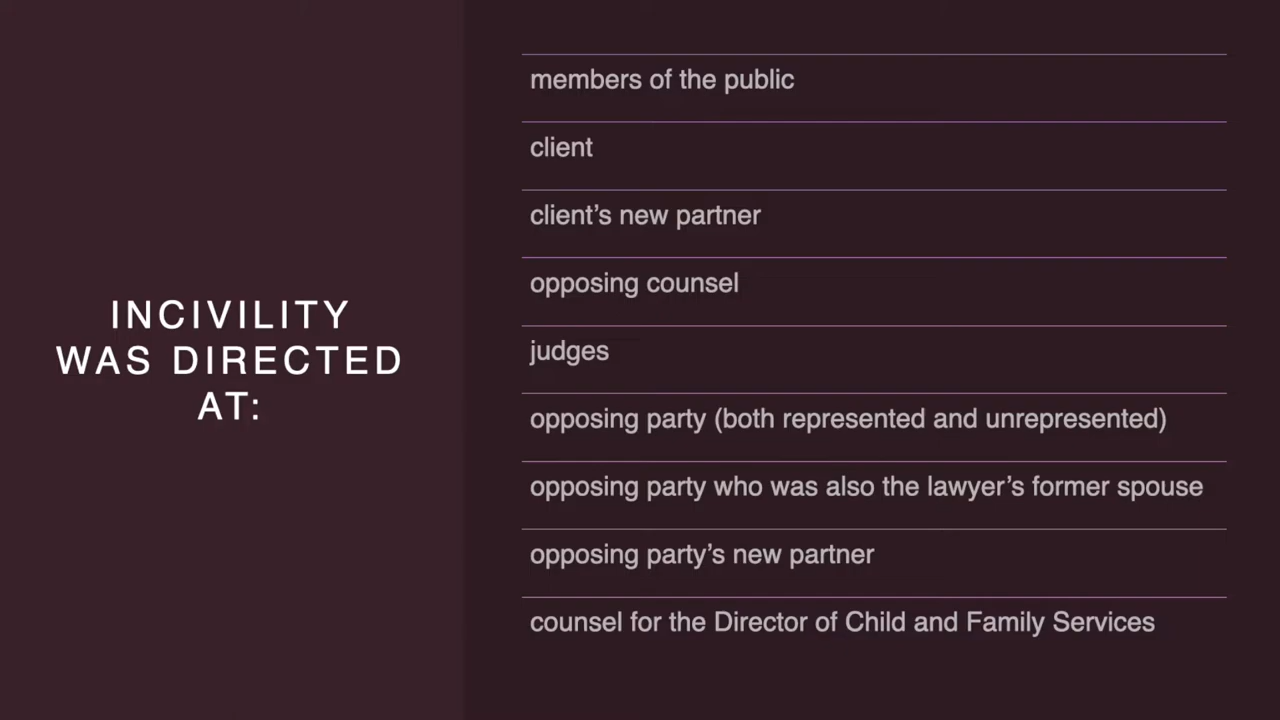 INCIVILITY
WAS DIRECTED
AT:
members of the public
client
client’s new partner
opposing counsel
judges
opposing party (both represented and unrepresented)
opposing party who was also the lawyer’s former spouse
opposing party’s new partner
counsel for the Director of Child and Family Services